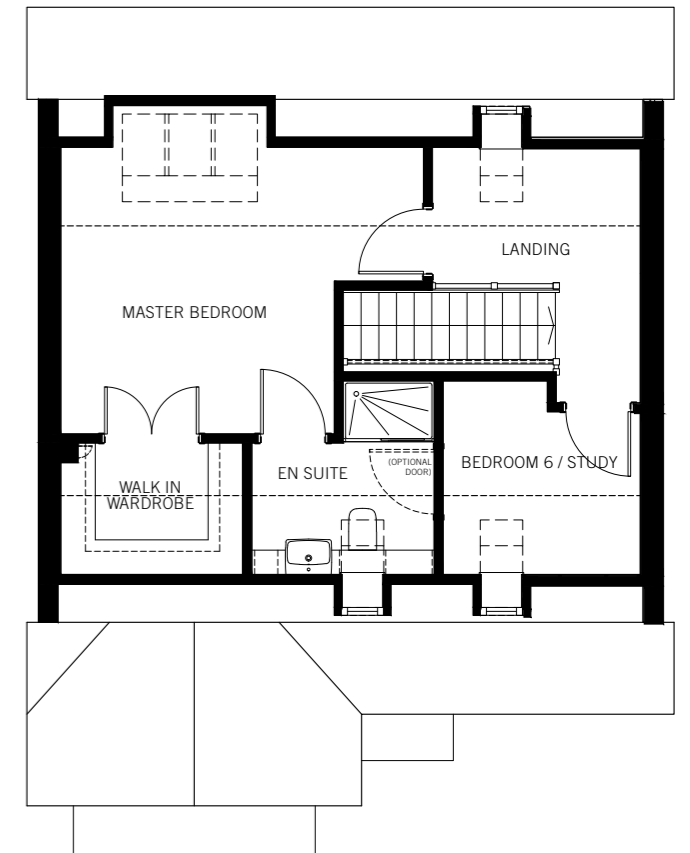 LANDING
MASTER BEDROOM
EN SUITE
(OPTIONAL
DOOR)
BEDROOM 6 / STUDY
WALK IN
WARDROBE